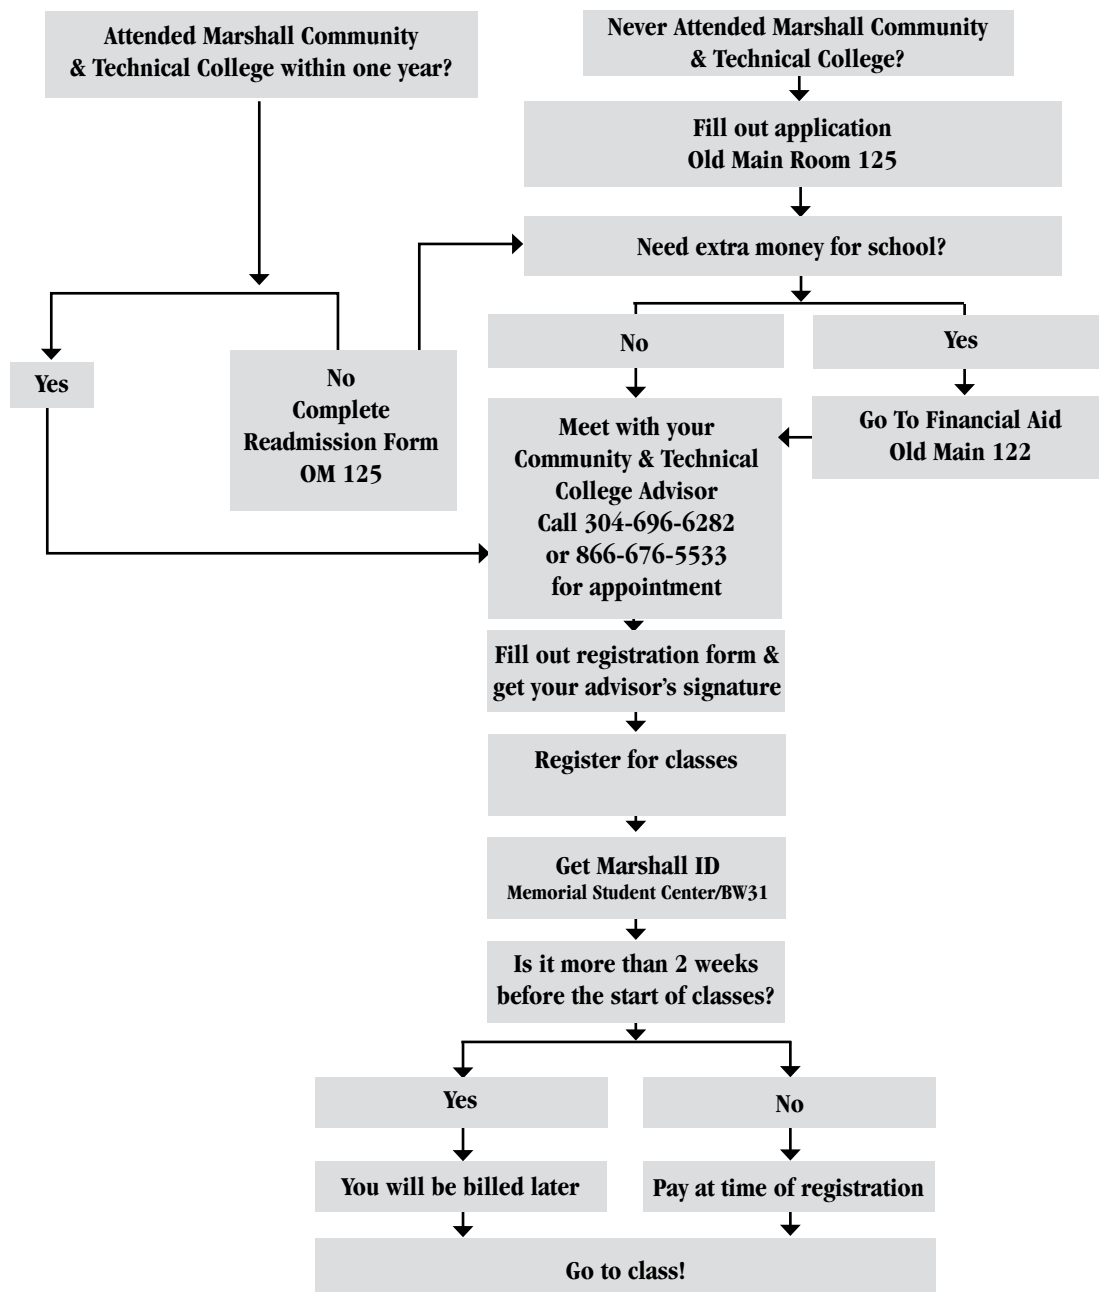 Attended Marshall Community
& Technical College within one year?
Never Attended Marshall Community
& Technical College?
Fill out application
Old Main Room 125
Need extra money for school?
No
Yes
Yes
No
Complete
Readmission Form
OM 125
Meet with your
Community & Technical
College Advisor
Call 304-696-6282
or 866-676-5533
for appointment
Go To Financial Aid
Old Main 122
Fill out registration form &
get your advisor's signature
Register for classes
Get Marshall ID
Memorial Student Center/BW31
Is it more than 2 weeks
before the start of classes?
Yes
No
You will be billed later
Pay at time of registration
Go to class!